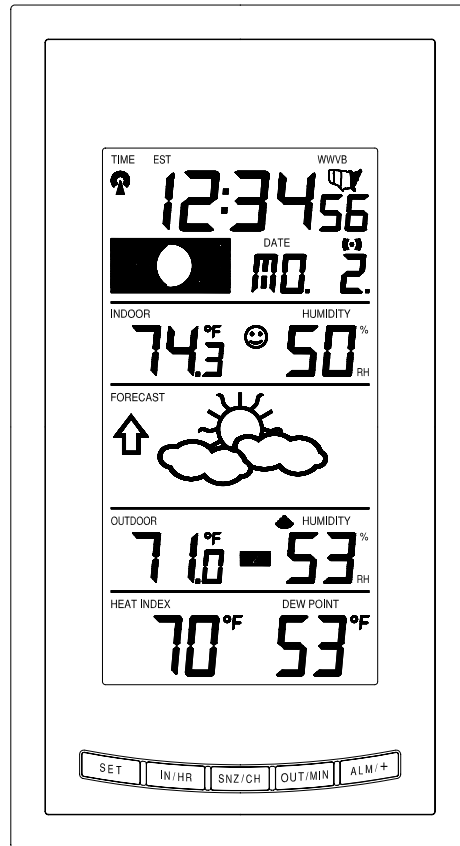 TIME EST WWVB
12:34 56
DATE
MO. 2.
INDOOR HUMIDITY
74.3 °F 50 %
RH
FORECAST
OUTDOOR HUMIDITY
71.0 °F 53 %
RH
HEAT INDEX DEW POINT
70 °F 53 °F
SET IN/HR SNZ/CH OUT/MIN ALM/+